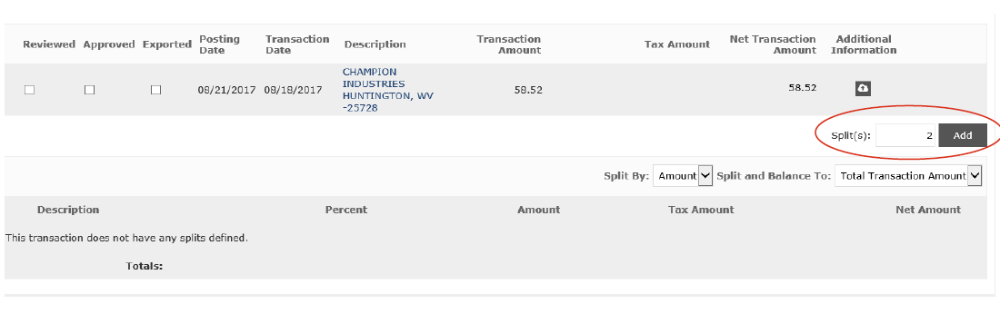 Reviewed Approved Exported Posting Date Transaction Date Description Transaction Amount Tax Amount Net Transaction Amount Additional Information
08/21/2017 08/18/2017 CHAMPION
INDUSTRIES
HUNTINGTON, WV
-25728
58.52 58.52
Split(s): 2 Add
Split By: Amount Split and Balance To: Total Transaction Amount
Description Percent Amount Tax Amount Net Amount
This transaction does not have any splits defined.
Totals: